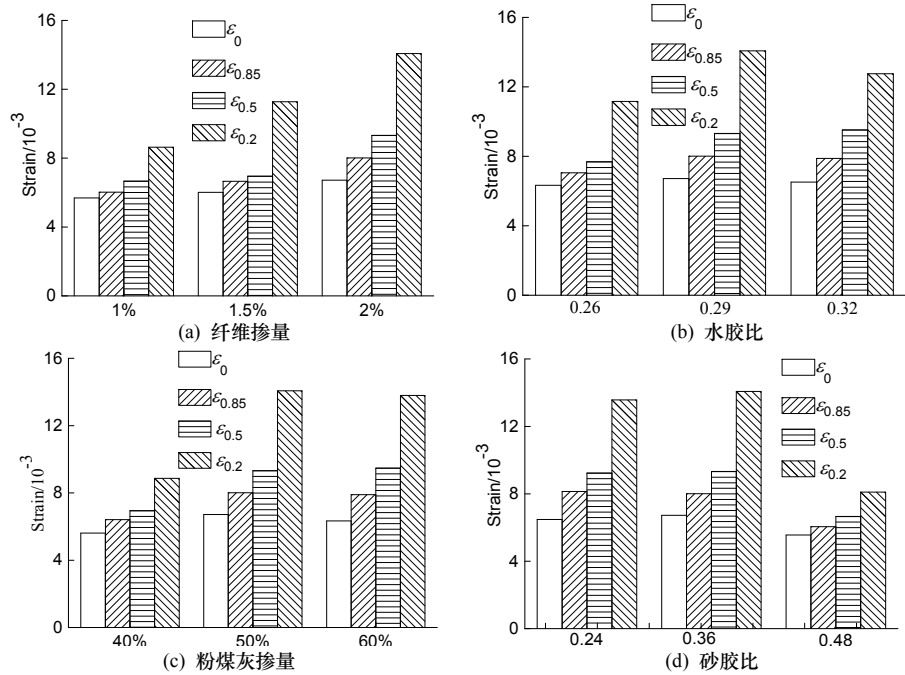 16
12
8
4
0
Strain/10-3
ε0
ε0.85
ε0.5
ε0.2
1% 1.5% 2%
(a) 纤维掺量
16
12
8
4
0
Strain/10-3
ε0
ε0.85
ε0.5
ε0.2
0.26 0.29 0.32
(b) 水胶比
16
12
8
4
0
Strain/10-3
ε0
ε0.85
ε0.5
ε0.2
40% 50% 60%
(c) 粉煤灰掺量
16
12
8
4
0
Strain/10-3
ε0
ε0.85
ε0.5
ε0.2
0.24 0.36 0.48
(d) 砂胶比